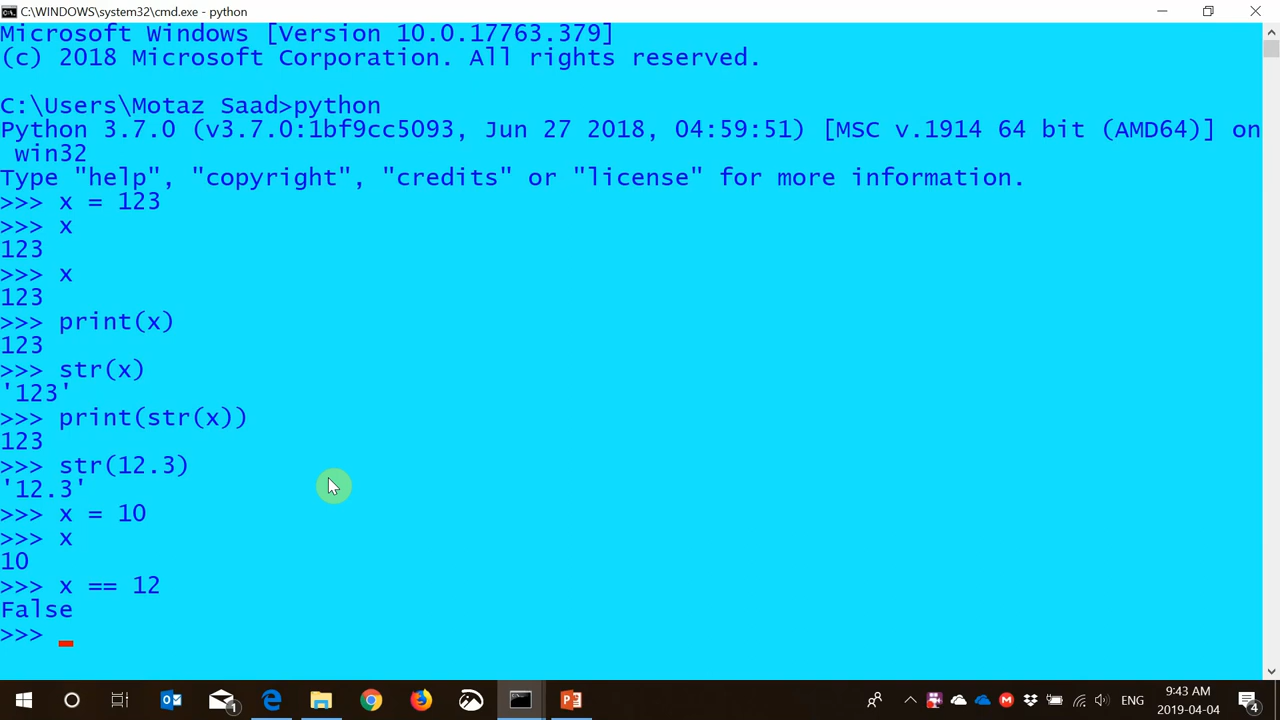 C:\WINDOWS\system32\cmd.exe - python
Microsoft Windows [Version 10.0.17763.379]
(c) 2018 Microsoft Corporation. All rights reserved.
C:\Users\Motaz Saad>python
Python 3.7.0 (v3.7.0:1bf9cc5093, Jun 27 2018, 04:59:51) [MSC v.1914 64 bit (AMD64)] on
win32
Type "help", "copyright", "credits" or "license" for more information.
>>> x = 123
>>> x
123
>>> x
123
>>> print(x)
123
>>> str(x)
'123'
>>> print(str(x))
123
>>> str(12.3)
'12.3'
>>> x = 10
>>> x
10
>>> x == 12
False
>>>
1
ENG
9:43 AM
2019-04-04
4